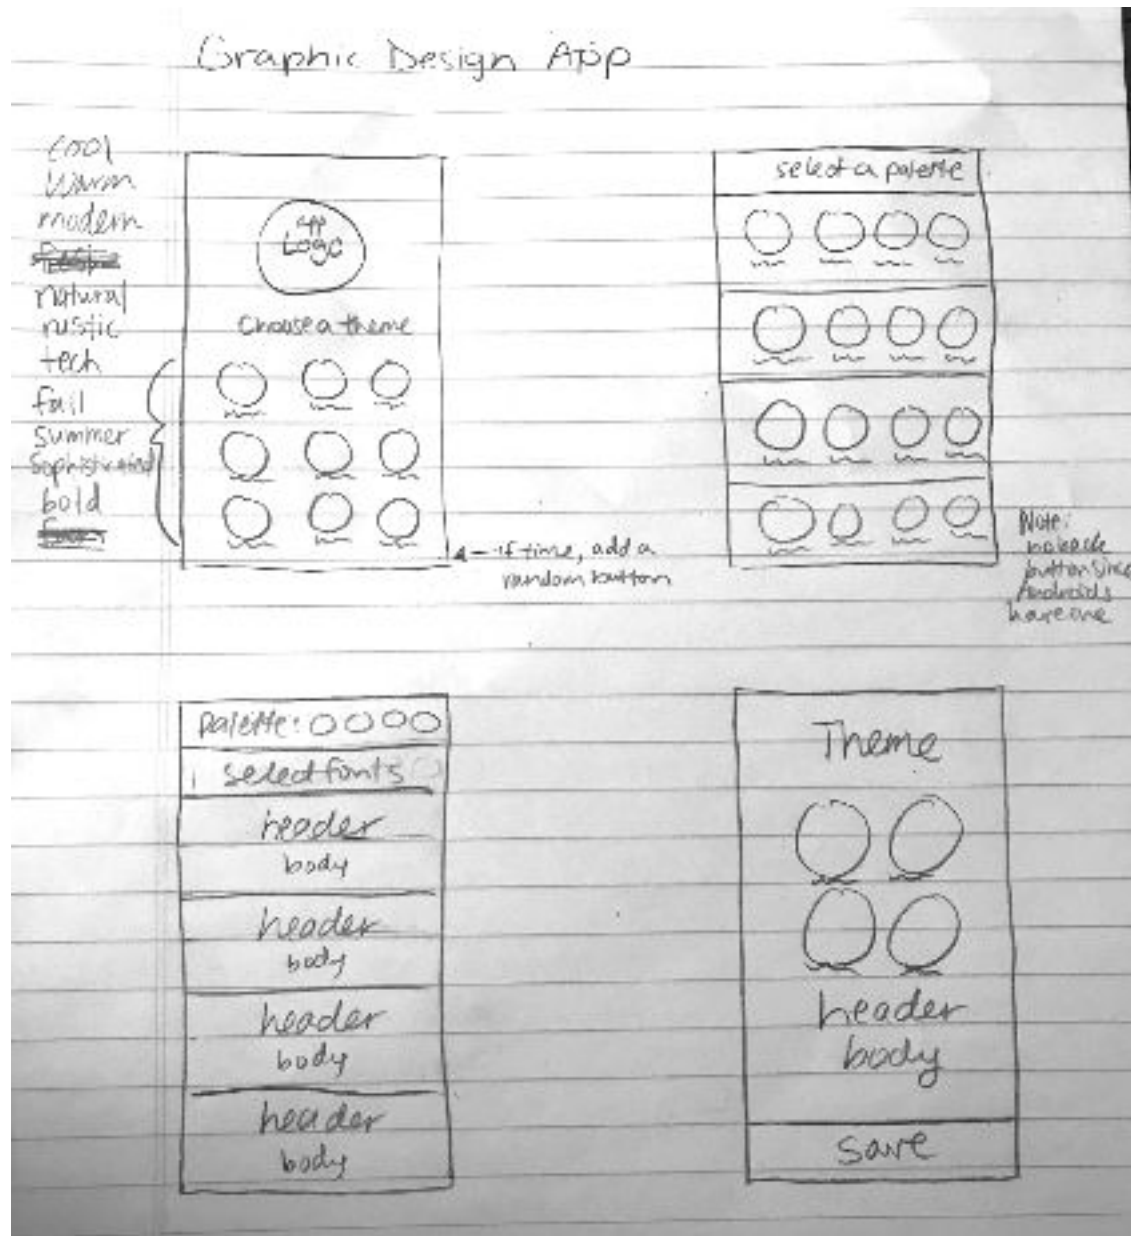 Graphic Design App
cool
warm
modern
natural
rustic
tech
fall
summer
Sophisticated
bold
app
Logo
Choose a theme
← if time, add a
random button
select a palette
Note:
no back
button since
Androids
have one
palette:
select fonts
header
body
header
body
header
body
header
body
Theme
header
body
save